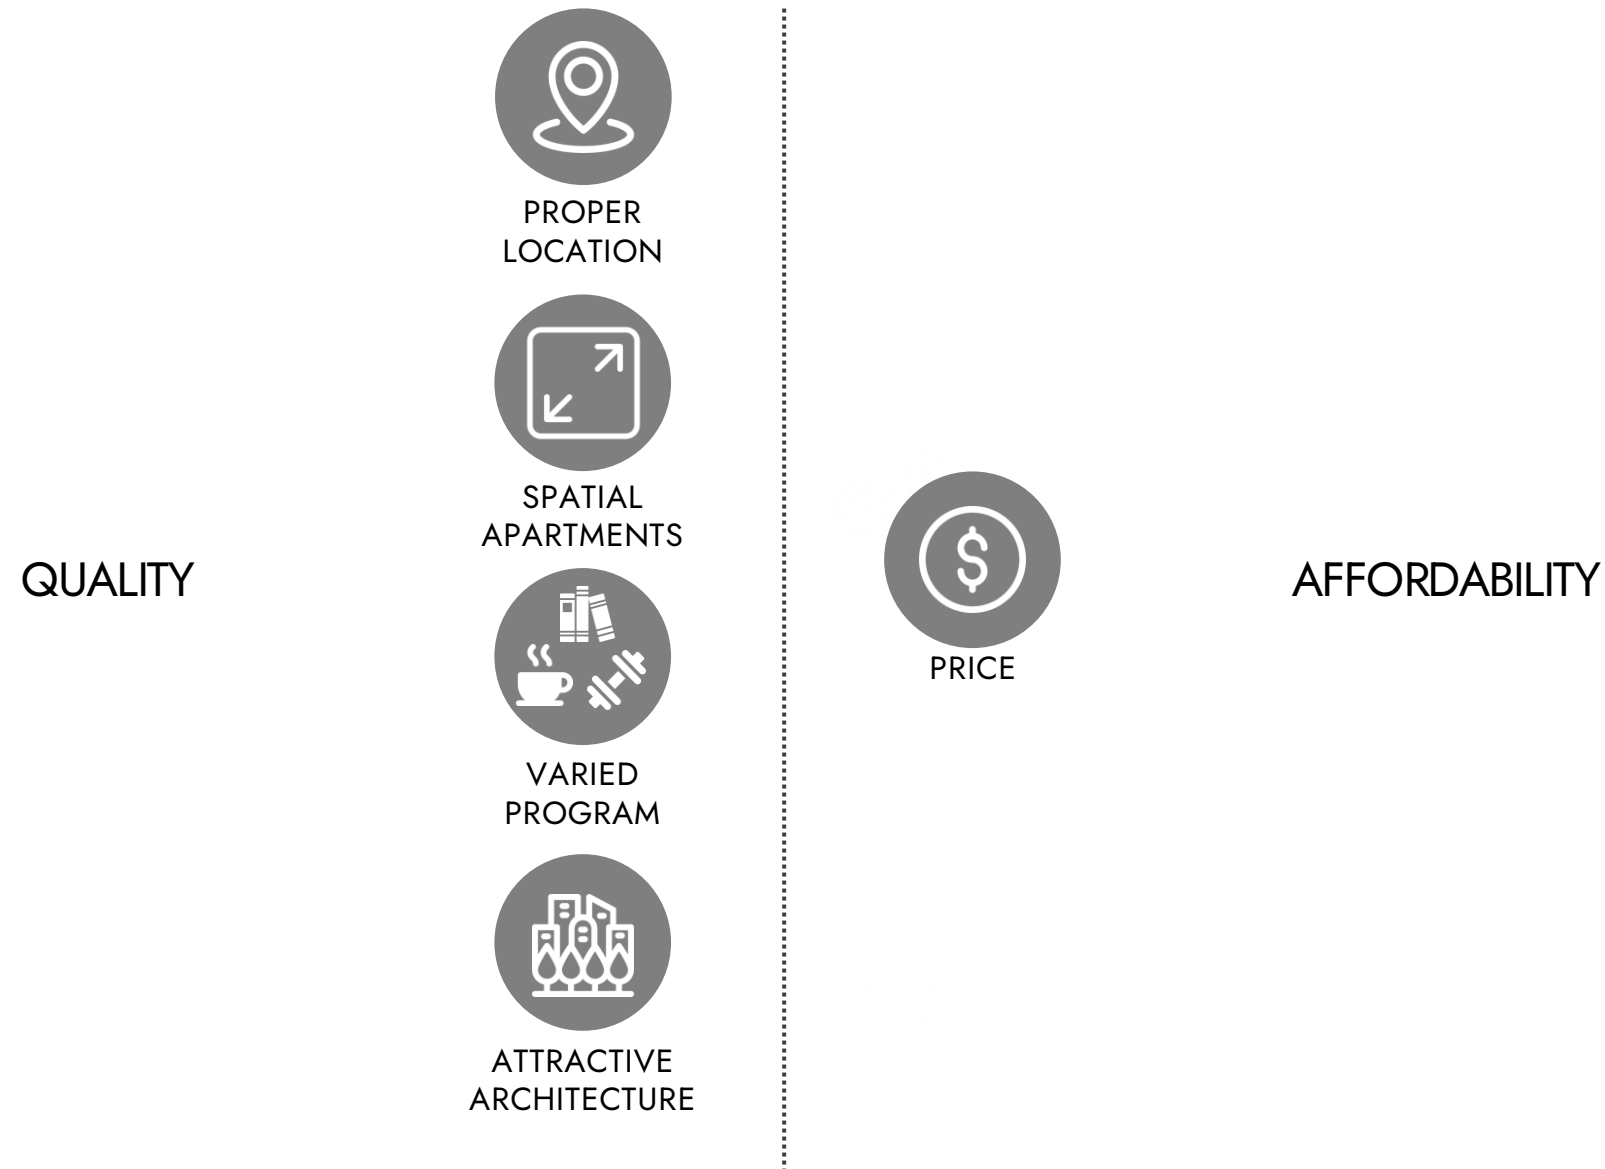 PROPER
LOCATION
SPATIAL
APARTMENTS
QUALITY
VARIED
PROGRAM
ATTRACTIVE
ARCHITECTURE
$
PRICE
AFFORDABILITY